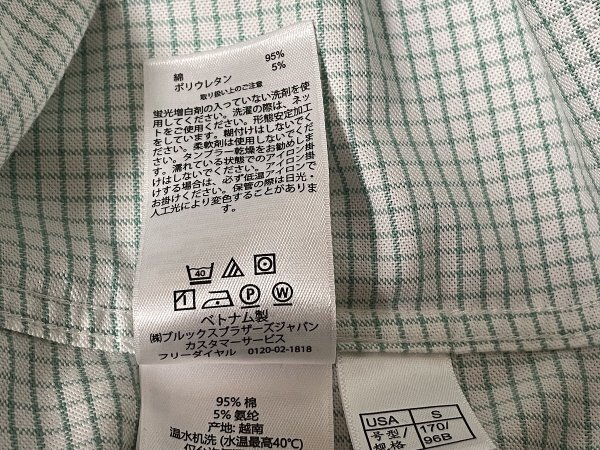 綿 95%
ポリウレタン 5%
取り扱い上のご注意
蛍光増白剤の入っていない洗剤を使
用してください。洗濯の際は、ネッ
トをご使用ください。形態安定加工
をしています。糊付けはしないでく
ださい。柔軟剤は使用しないでくだ
さい。タンブラー乾燥をお勧めしま
す。濡れている状態でのアイロン掛
けはしないでください。アイロン掛
けする場合は、必ず低温アイロンで
お掛けください。保管の際は日光・
人工光により変色することがありま
す。
40
P W
ベトナム製
㈱ブルックスブラザーズジャパン
カスタマーサービス
フリーダイヤル 0120-02-1818
95% 棉
5% 氨纶
产地: 越南
温水机洗 (水温最高40℃)
USA S
号型/ 170/
规格 96B